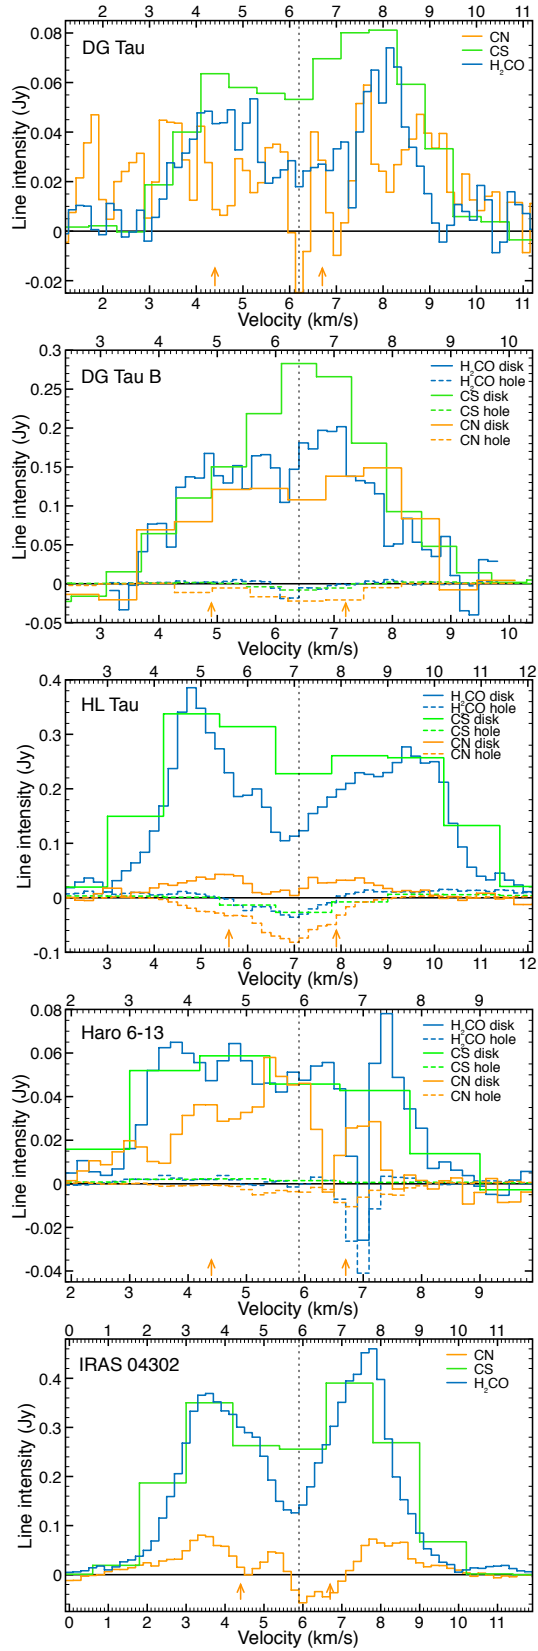 2 3 4 5 6 7 8 9 10 11
DG Tau
CN
CS
H2CO
0.08
0.06
0.04
0.02
0
-0.02
Line intensity (Jy)
2 3 4 5 6 7 8 9 10 11
Velocity (km/s)
3 4 5 6 7 8 9 10
DG Tau B
H2CO disk
H2CO hole
CS disk
CS hole
CN disk
CN hole
0.3
0.25
0.2
0.15
0.1
0.05
0
-0.05
Line intensity (Jy)
3 4 5 6 7 8 9 10
Velocity (km/s)
3 4 5 6 7 8 9 10 11 12
HL Tau
H2CO disk
H2CO hole
CS disk
CS hole
CN disk
CN hole
0.4
0.3
0.2
0.1
0
-0.1
Line intensity (Jy)
3 4 5 6 7 8 9 10 11 12
Velocity (km/s)
2 3 4 5 6 7 8 9
Haro 6-13
H2CO disk
H2CO hole
CS disk
CS hole
CN disk
CN hole
0.08
0.06
0.04
0.02
0
-0.02
-0.04
Line intensity (Jy)
2 3 4 5 6 7 8 9
Velocity (km/s)
0 1 2 3 4 5 6 7 8 9 10 11
IRAS 04302
CN
CS
H2CO
0.4
0.3
0.2
0.1
0
Line intensity (Jy)
0 1 2 3 4 5 6 7 8 9 10 11
Velocity (km/s)